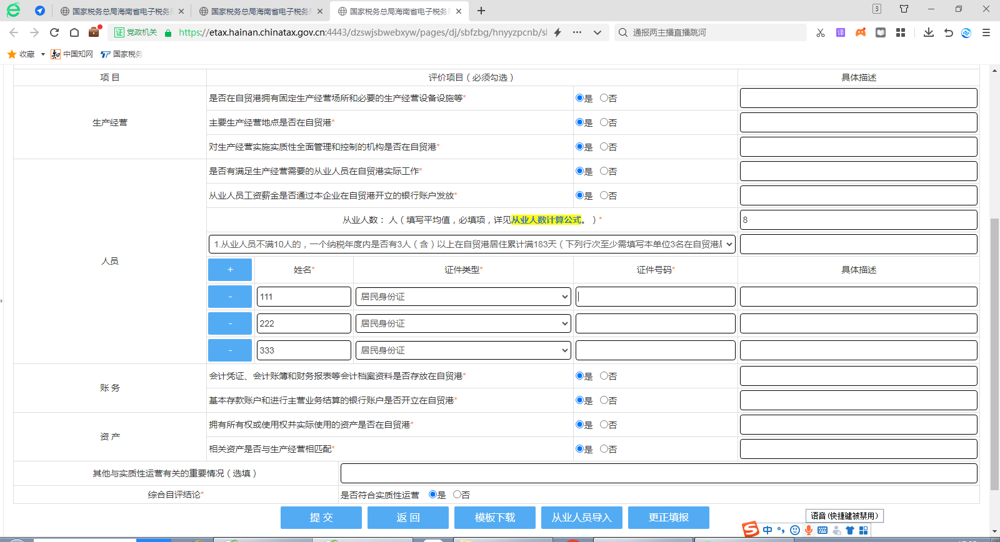 国家税务总局海南省电子税务局
国家税务总局海南省电子税务局
国家税务总局海南省电子税务局
3
证 党政机关
https://etax.hainan.chinatax.gov.cn:4443/dzswjsbwebxyw/pages/dj/sbfzbg/hnyyzpcnb/sl
通报两主播直播跳河
译
收藏
知 中国知网
国家税务
项 目
评价项目（必须勾选）
具体描述
生产经营
是否在自贸港拥有固定生产经营场所和必要的生产经营设备设施等*
是 否
主要生产经营地点是否在自贸港*
是 否
对生产经营实施实质性全面管理和控制的机构是否在自贸港*
是 否
人员
是否有满足生产经营需要的从业人员在自贸港实际工作*
是 否
从业人员工资薪金是否通过本企业在自贸港开立的银行账户发放*
是 否
从业人数： 人（填写平均值，必填项，详见从业人数计算公式。）*
8
1.从业人员不满10人的，一个纳税年度内是否有3人（含）以上在自贸港居住累计满183天（下列行次至少需填写本单位3名在自贸港
+
姓名*
证件类型*
证件号码*
具体描述
-
111
居民身份证
-
222
居民身份证
-
333
居民身份证
账 务
会计凭证、会计账簿和财务报表等会计档案资料是否存放在自贸港*
是 否
基本存款账户和进行主营业务结算的银行账户是否开立在自贸港*
是 否
资 产
拥有所有权或使用权并实际使用的资产是否在自贸港*
是 否
相关资产是否与生产经营相匹配*
是 否
其他与实质性运营有关的重要情况（选填）
综合自评结论*
是否符合实质性运营 是 否
提 交
返 回
模板下载
从业人员导入
更正填报
语音(快捷键被禁用)
S 中